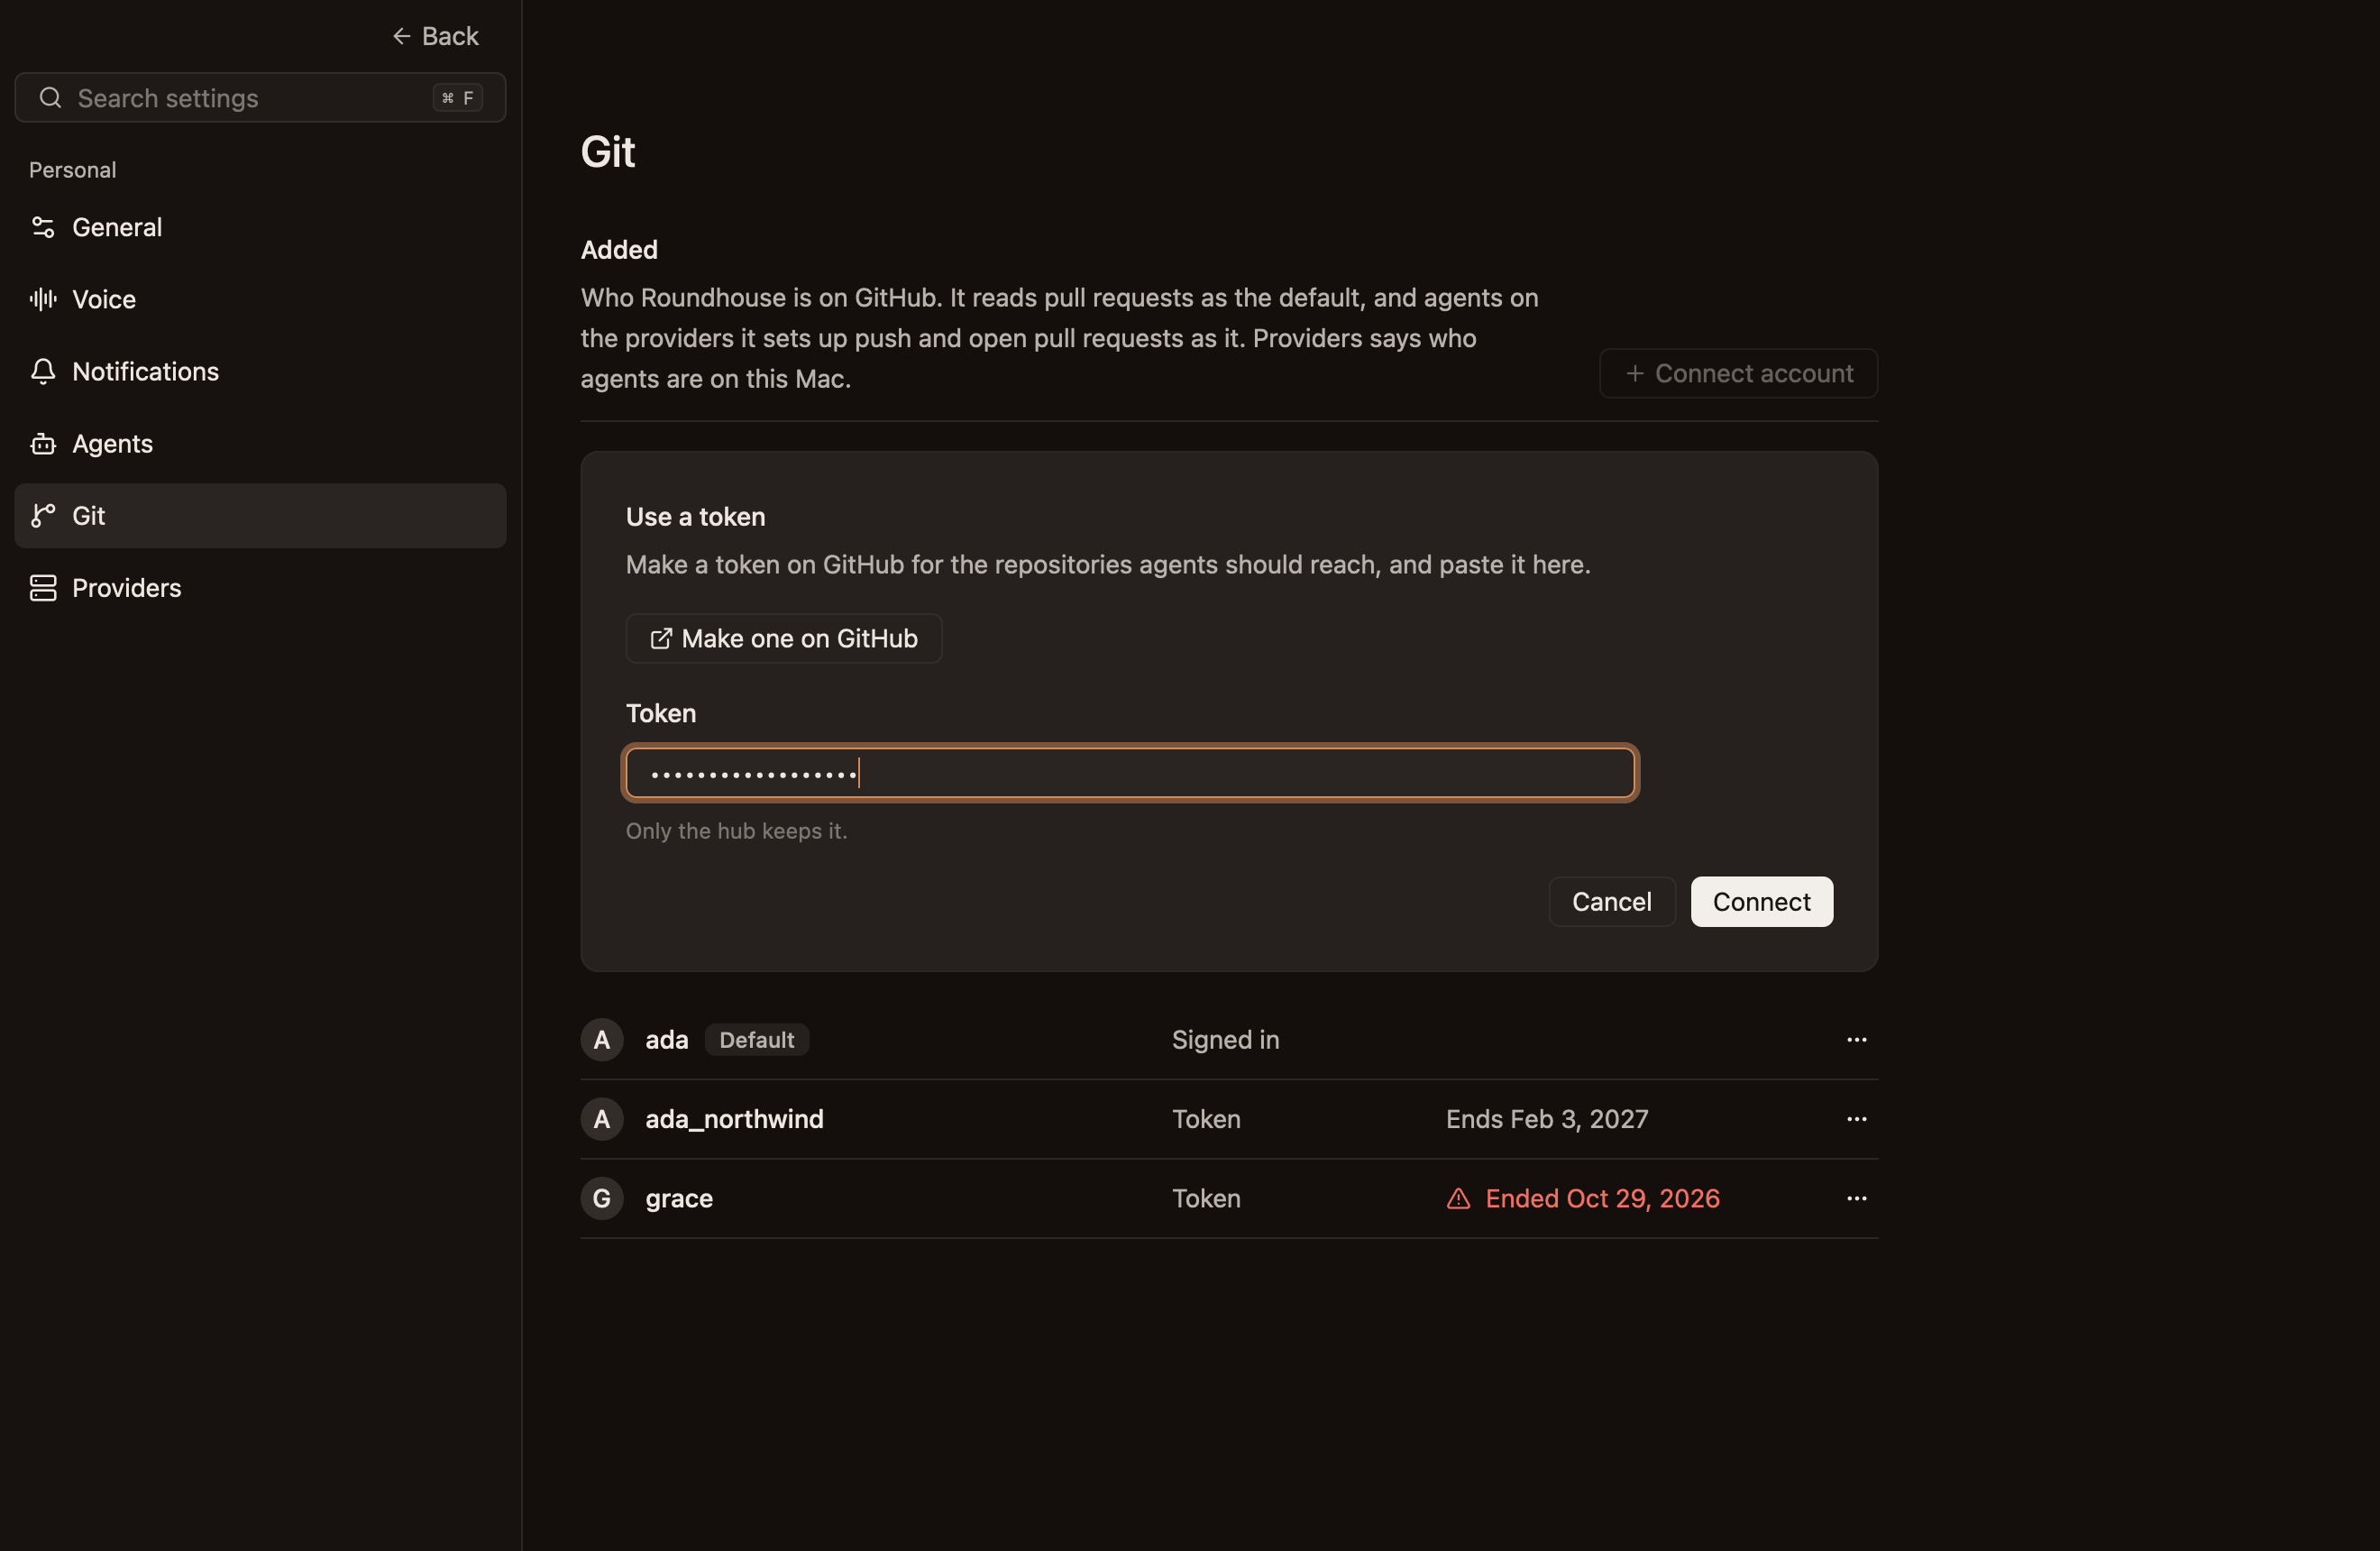 Back
Search settings
⌘ F
Personal
General
Voice
Notifications
Agents
Git
Providers
Git
Added
Who Roundhouse is on GitHub. It reads pull requests as the default, and agents on
the providers it sets up push and open pull requests as it. Providers says who
agents are on this Mac.
Connect account
Use a token
Make a token on GitHub for the repositories agents should reach, and paste it here.
Make one on GitHub
Token
••••••••••••••••••
Only the hub keeps it.
Cancel
Connect
A ada Default Signed in
A ada_northwind Token Ends Feb 3, 2027
G grace Token Ended Oct 29, 2026